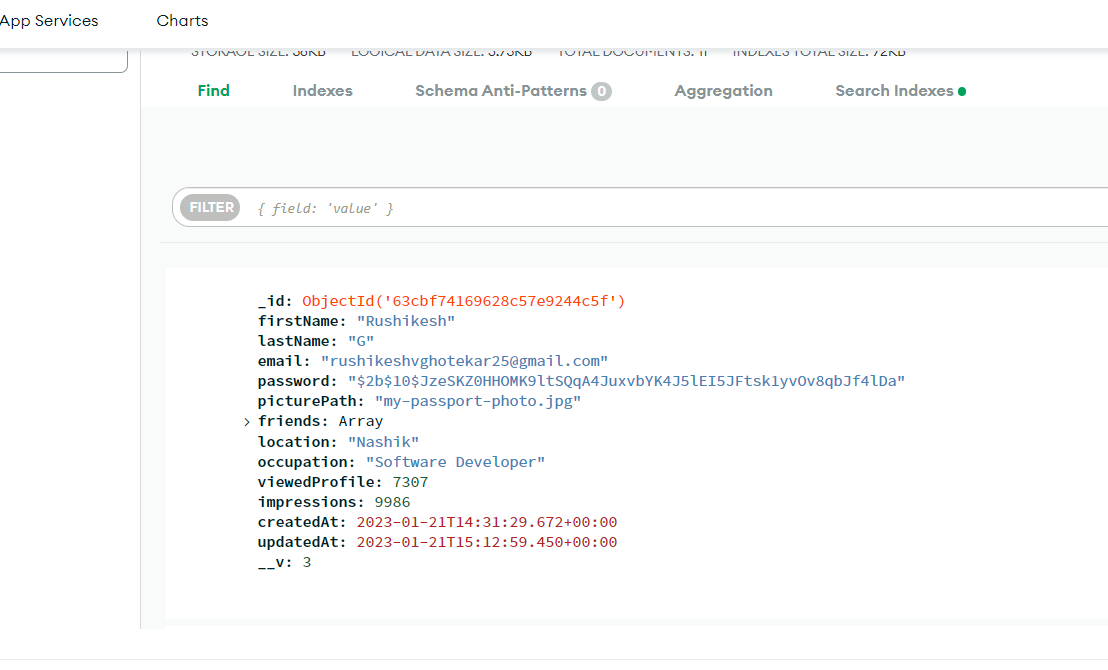 App Services Charts
STORAGE SIZE: 36KB LOGICAL DATA SIZE: 3.73KB TOTAL DOCUMENTS: 11 INDEXES TOTAL SIZE: 72KB
Find Indexes Schema Anti-Patterns 0 Aggregation Search Indexes
FILTER { field: 'value' }
_id: ObjectId('63cbf74169628c57e9244c5f')
firstName: "Rushikesh"
lastName: "G"
email: "rushikeshvghotekar25@gmail.com"
password: "$2b$10$JzeSKZ0HHOMK9ltSQqA4JuxvbYK4J5lEI5JFtsk1yvOv8qbJf4lDa"
picturePath: "my-passport-photo.jpg"
friends: Array
location: "Nashik"
occupation: "Software Developer"
viewedProfile: 7307
impressions: 9986
createdAt: 2023-01-21T14:31:29.672+00:00
updatedAt: 2023-01-21T15:12:59.450+00:00
__v: 3